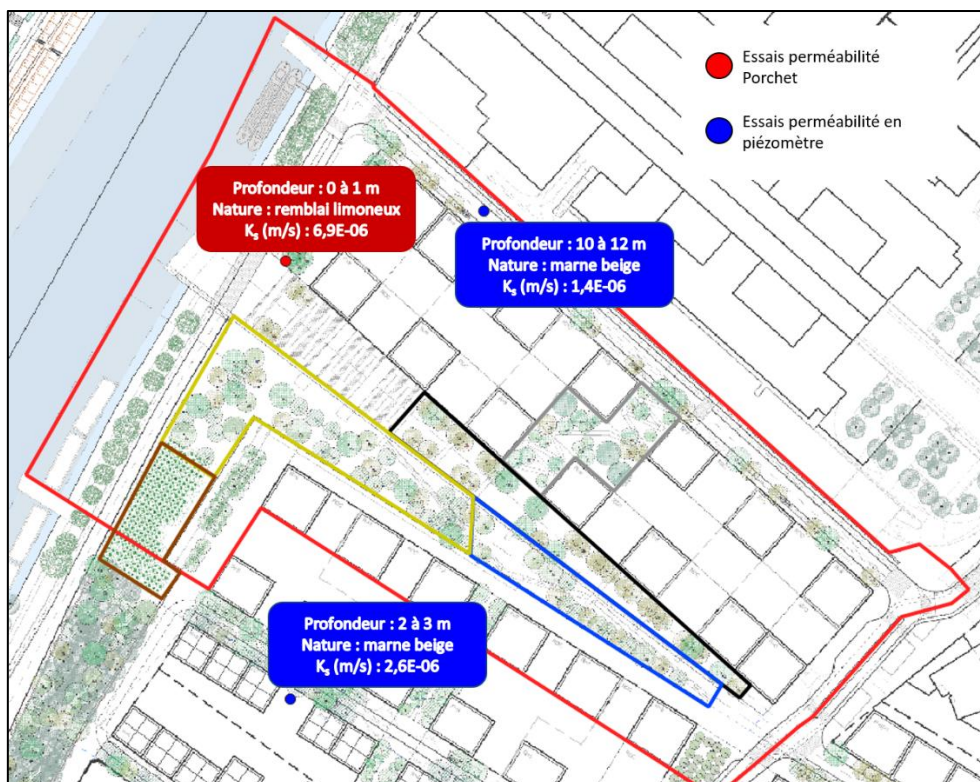 Essais perméabilité
Porchet
Essais perméabilité en
piézomètre
Profondeur : 0 à 1 m
Nature : remblai limoneux
Kₛ (m/s) : 6,9E-06
Profondeur : 10 à 12 m
Nature : marne beige
Kₛ (m/s) : 1,4E-06
Profondeur : 2 à 3 m
Nature : marne beige
Kₛ (m/s) : 2,6E-06